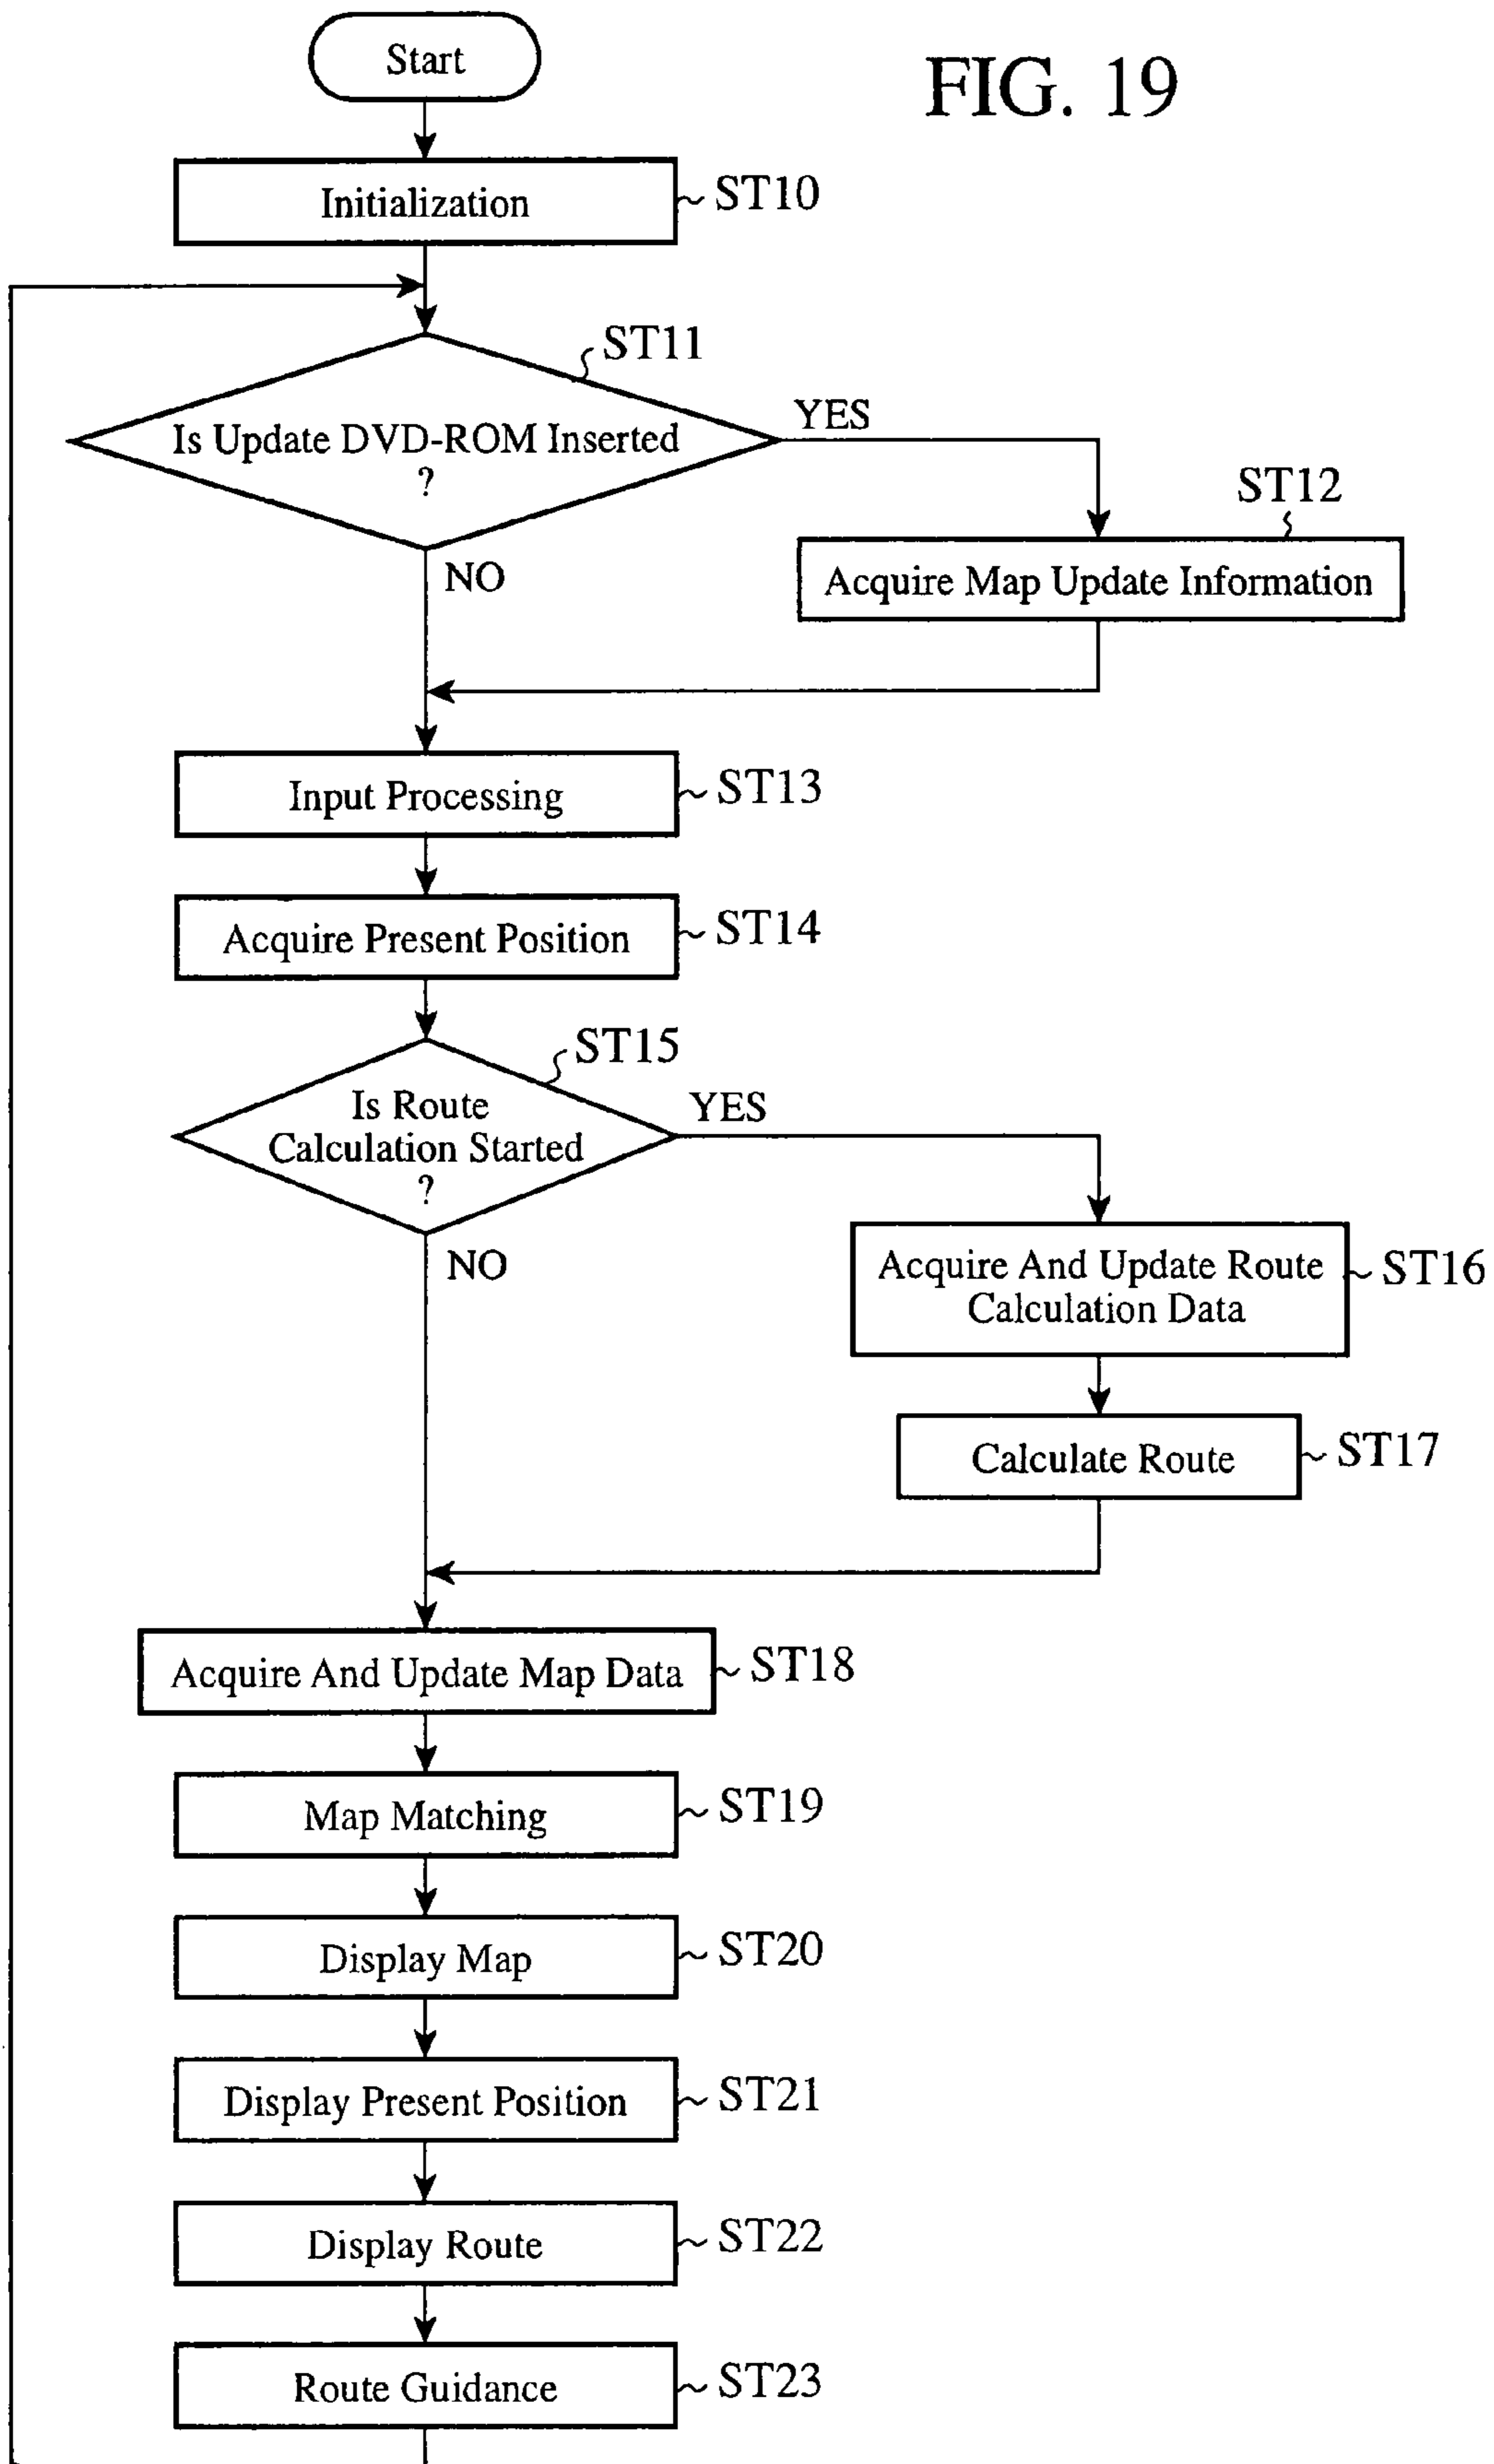 FIG. 19
Start
Initialization
ST10
ST11
Is Update DVD-ROM Inserted
?
YES
NO
ST12
Acquire Map Update Information
Input Processing
ST13
Acquire Present Position
ST14
ST15
Is Route
Calculation Started
?
YES
NO
Acquire And Update Route
Calculation Data
ST16
Calculate Route
ST17
Acquire And Update Map Data
ST18
Map Matching
ST19
Display Map
ST20
Display Present Position
ST21
Display Route
ST22
Route Guidance
ST23